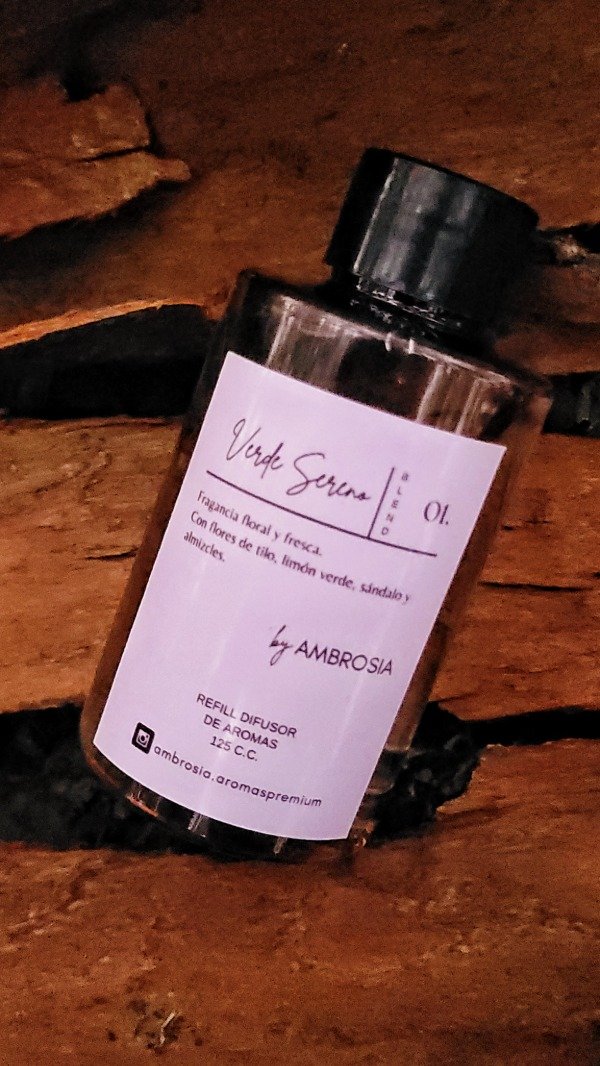 Verde Sereno
BLEND
01.
Fragancia floral y fresca.
Con flores de tilo, limón verde, sándalo y
almizcles.
by AMBROSIA
REFILL DIFUSOR
DE AROMAS
125 C.C.
ambrosia.aromaspremium